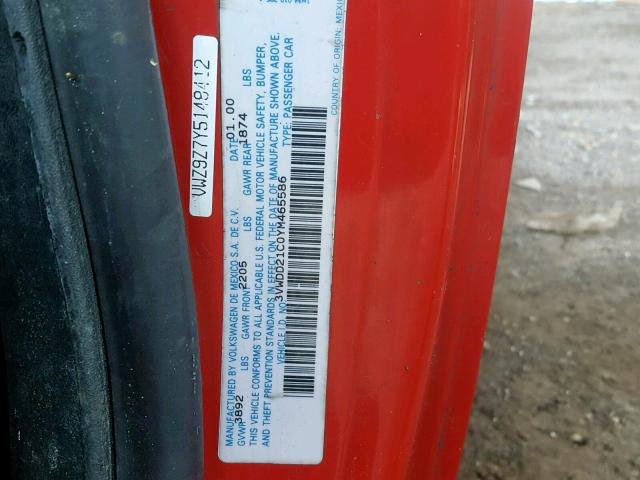 VWZ9Z7Y5148412
MANUFACTURED BY VOLKSWAGEN DE MEXICO S.A. DE C.V. DATE 01.00
GVWR 3892 LBS GAWR FRONT 2205 LBS GAWR REAR 1874 LBS
THIS VEHICLE CONFORMS TO ALL APPLICABLE U.S. FEDERAL MOTOR VEHICLE SAFETY, BUMPER,
AND THEFT PREVENTION STANDARDS IN EFFECT ON THE DATE OF MANUFACTURE SHOWN ABOVE.
VEHICLE I.D. NO. 3VWDD21C0YM465586 TYPE: PASSENGER CAR
COUNTRY OF ORIGIN: MEXIC